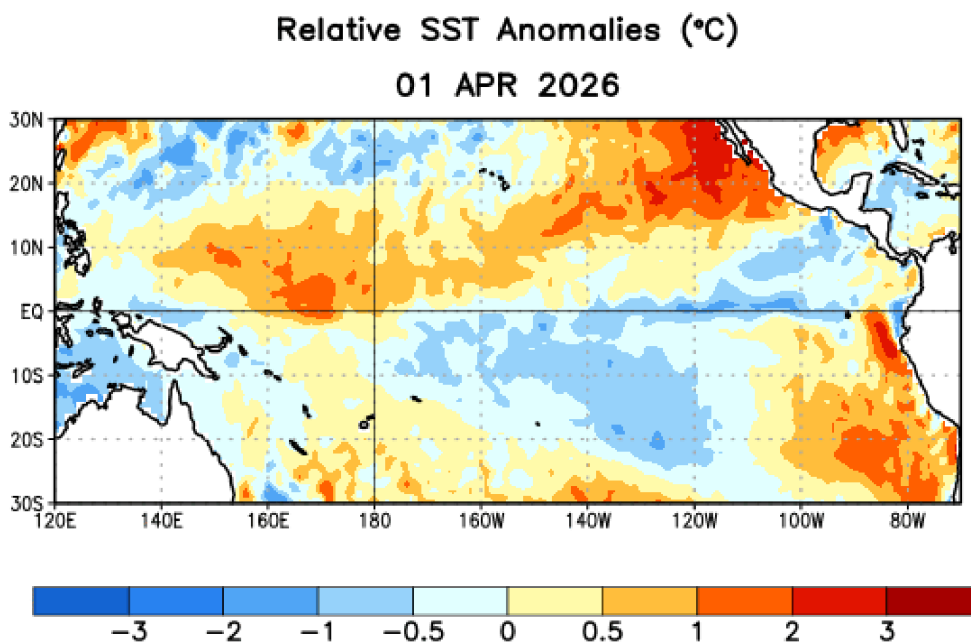 Relative SST Anomalies (°C)
01 APR 2026
30N
20N
10N
EQ
10S
20S
30S
120E 140E 160E 180 160W 140W 120W 100W 80W
-3 -2 -1 -0.5 0 0.5 1 2 3